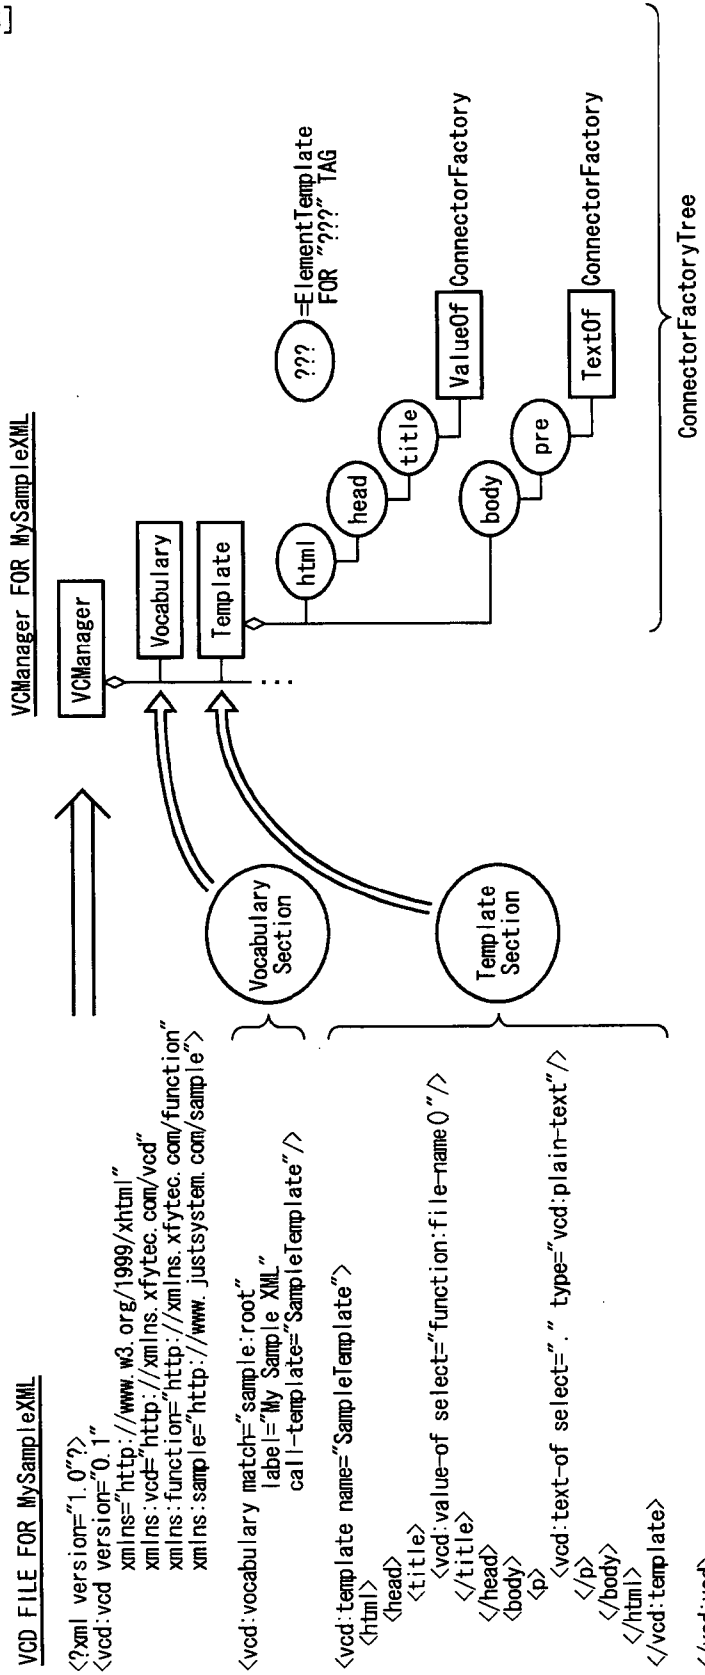 ]
VCD FILE FOR MySampleXML
<?xml version="1.0"?>
<vcd:vcd version="0.1"
xmlns="http://www.w3.org/1999/xhtml"
xmlns:vcd="http://xmlns.xfytec.com/vcd"
xmlns:function="http://xmlns.xfytec.com/function"
xmlns:sample="http://www.justsystem.com/sample">
<vcd:vocabulary match="sample:root"
label="My Sample XML"
call-template="SampleTemplate"/>
<vcd:template name="SampleTemplate">
<html>
<head>
<title>
<vcd:value-of select="function:file-name()"/>
</title>
</head>
<body>
<p>
<vcd:text-of select="." type="vcd:plain-text"/>
</p>
</body>
</html>
</vcd:template>
</vcd:vcd>
Vocabulary
Section
Template
Section
VCManager FOR MySampleXML
VCManager
Vocabulary
Template
...
html
head
title
ValueOf ConnectorFactory
body
pre
TextOf ConnectorFactory
??? =ElementTemplate
FOR "???" TAG
ConnectorFactoryTree